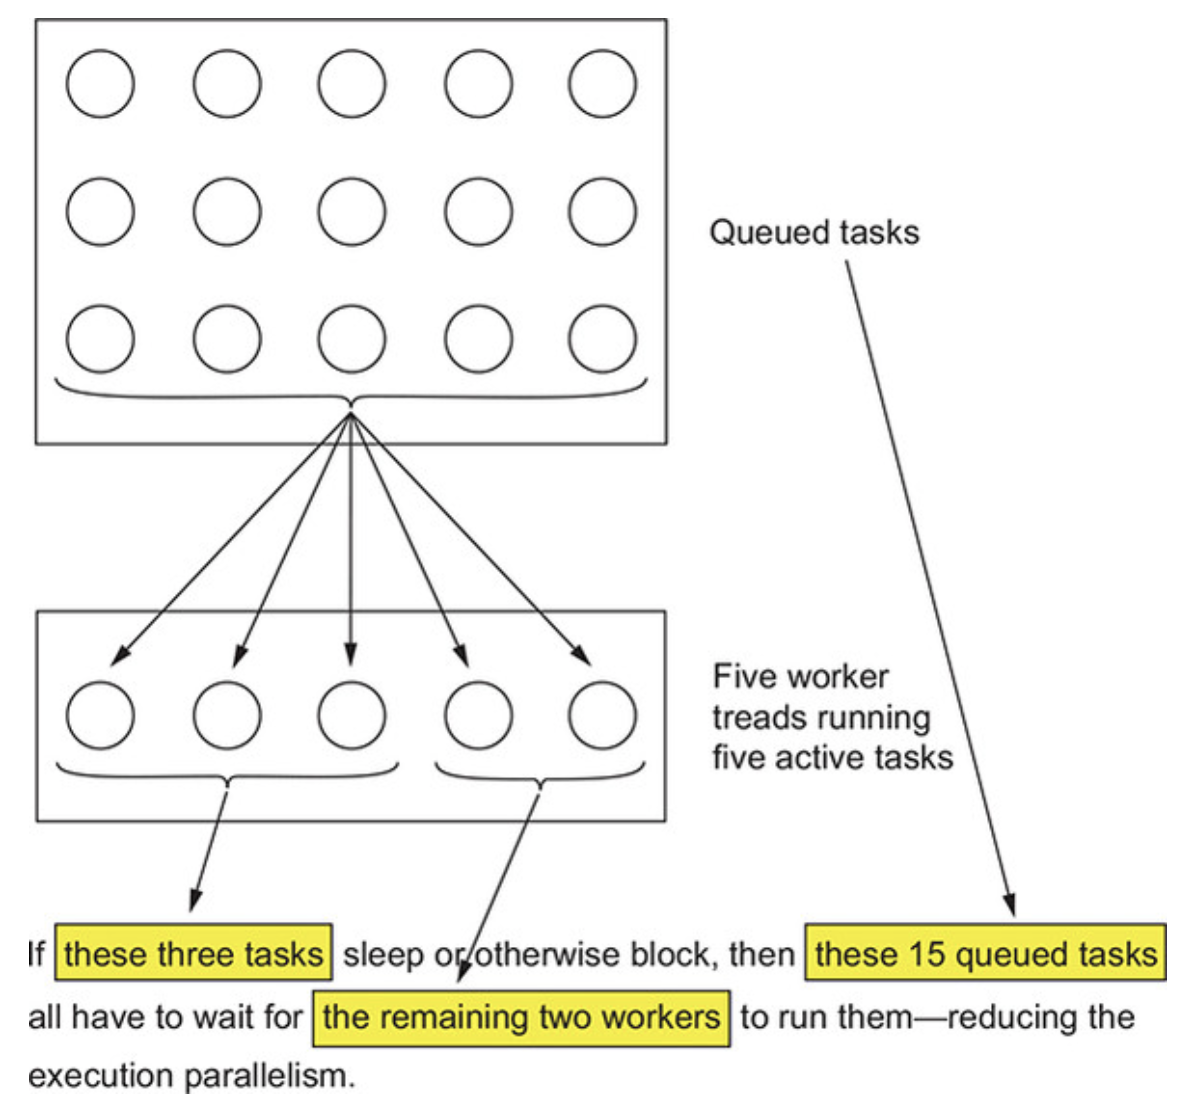 Queued tasks
Five worker
treads running
five active tasks
If these three tasks sleep or otherwise block, then these 15 queued tasks
all have to wait for the remaining two workers to run them—reducing the
execution parallelism.